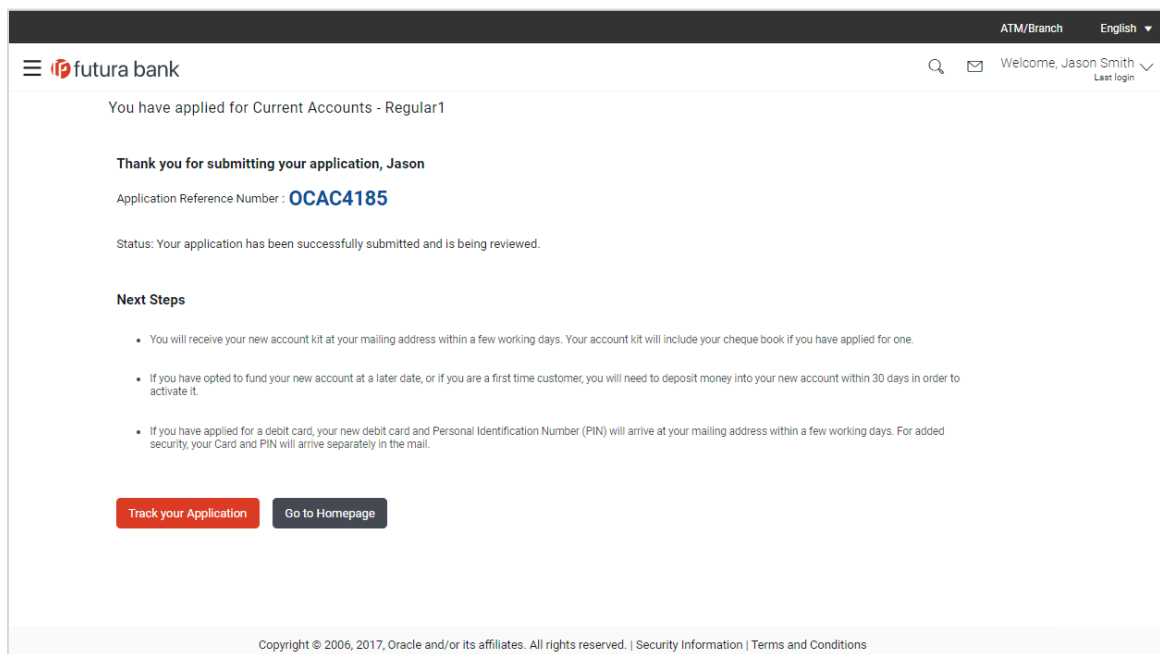 ATM/Branch English
futura bank
Welcome, Jason Smith
Last login
You have applied for Current Accounts - Regular1
Thank you for submitting your application, Jason
Application Reference Number : OCAC4185
Status: Your application has been successfully submitted and is being reviewed.
Next Steps
• You will receive your new account kit at your mailing address within a few working days. Your account kit will include your cheque book if you have applied for one.
• If you have opted to fund your new account at a later date, or if you are a first time customer, you will need to deposit money into your new account within 30 days in order to
activate it.
• If you have applied for a debit card, your new debit card and Personal Identification Number (PIN) will arrive at your mailing address within a few working days. For added
security, your Card and PIN will arrive separately in the mail.
Track your Application Go to Homepage
Copyright © 2006, 2017, Oracle and/or its affiliates. All rights reserved. | Security Information | Terms and Conditions